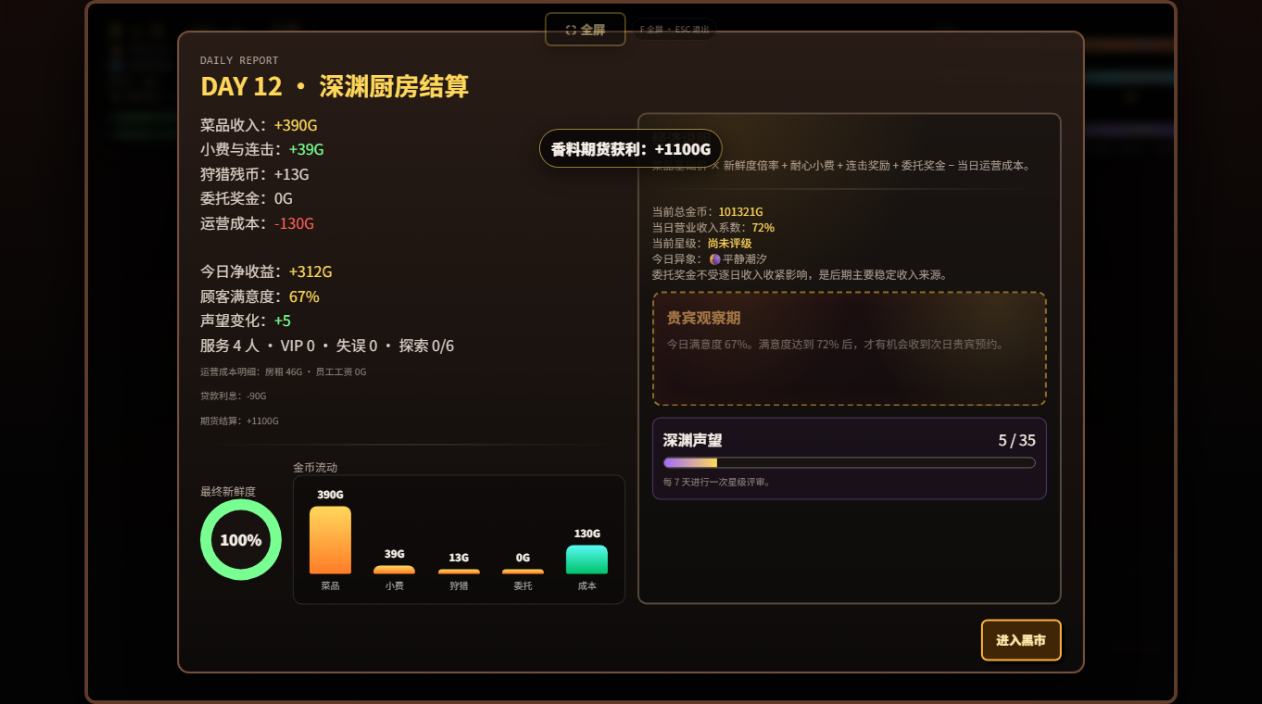 全屏
F 全屏 · ESC 退出
DAILY REPORT
DAY 12 · 深渊厨房结算
菜品收入：+390G
小费与连击：+39G
狩猎残币：+13G
委托奖金：0G
运营成本：-130G
今日净收益：+312G
顾客满意度：67%
声望变化：+5
服务 4 人 · VIP 0 · 失误 0 · 探索 0/6
运营成本明细：房租 46G · 员工工资 0G
贷款利息：-90G
期货结算：+1100G
最终新鲜度
100%
金币流动
390G
39G
13G
0G
130G
菜品
小费
狩猎
委托
成本
香料期货获利：+1100G
× 新鲜度倍率 + 耐心小费 + 连击奖励 + 委托奖金 − 当日运营成本。
当前总金币：101321G
当日营业收入系数：72%
当前星级：尚未评级
今日异象：平静潮汐
委托奖金不受逐日收入收紧影响，是后期主要稳定收入来源。
贵宾观察期
今日满意度 67%。满意度达到 72% 后，才有机会收到次日贵宾预约。
深渊声望
5 / 35
每 7 天进行一次星级评审。
进入黑市